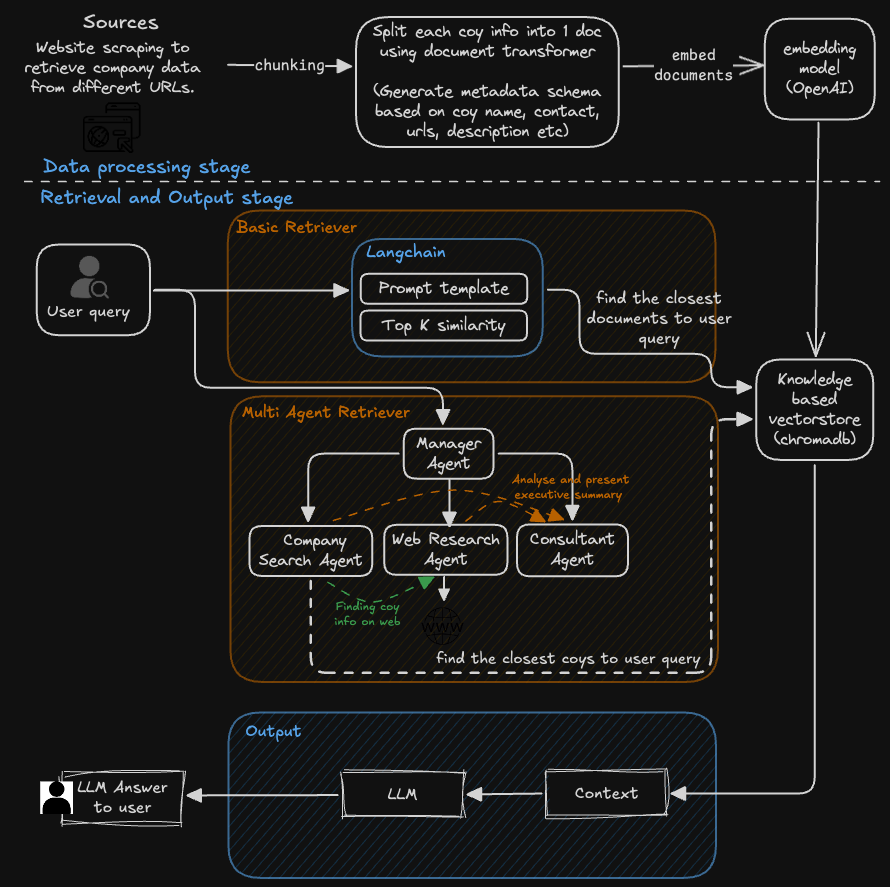 Sources
Website scraping to
retrieve company data
from different URLs.
chunking
Split each coy info into 1 doc
using document transformer
(Generate metadata schema
based on coy name, contact,
urls, description etc)
embed
documents
embedding
model
(OpenAI)
Data processing stage
Retrieval and Output stage
Basic Retriever
Langchain
Prompt template
Top K similarity
User query
find the closest
documents to user
query
Knowledge
based
vectorstore
(chromadb)
Multi Agent Retriever
Manager
Agent
Analyse and present
executive summary
Company
Search Agent
Web Research
Agent
Consultant
Agent
Finding coy
info on web
WWW
find the closest coys to user query
Output
LLM Answer
to user
LLM
Context